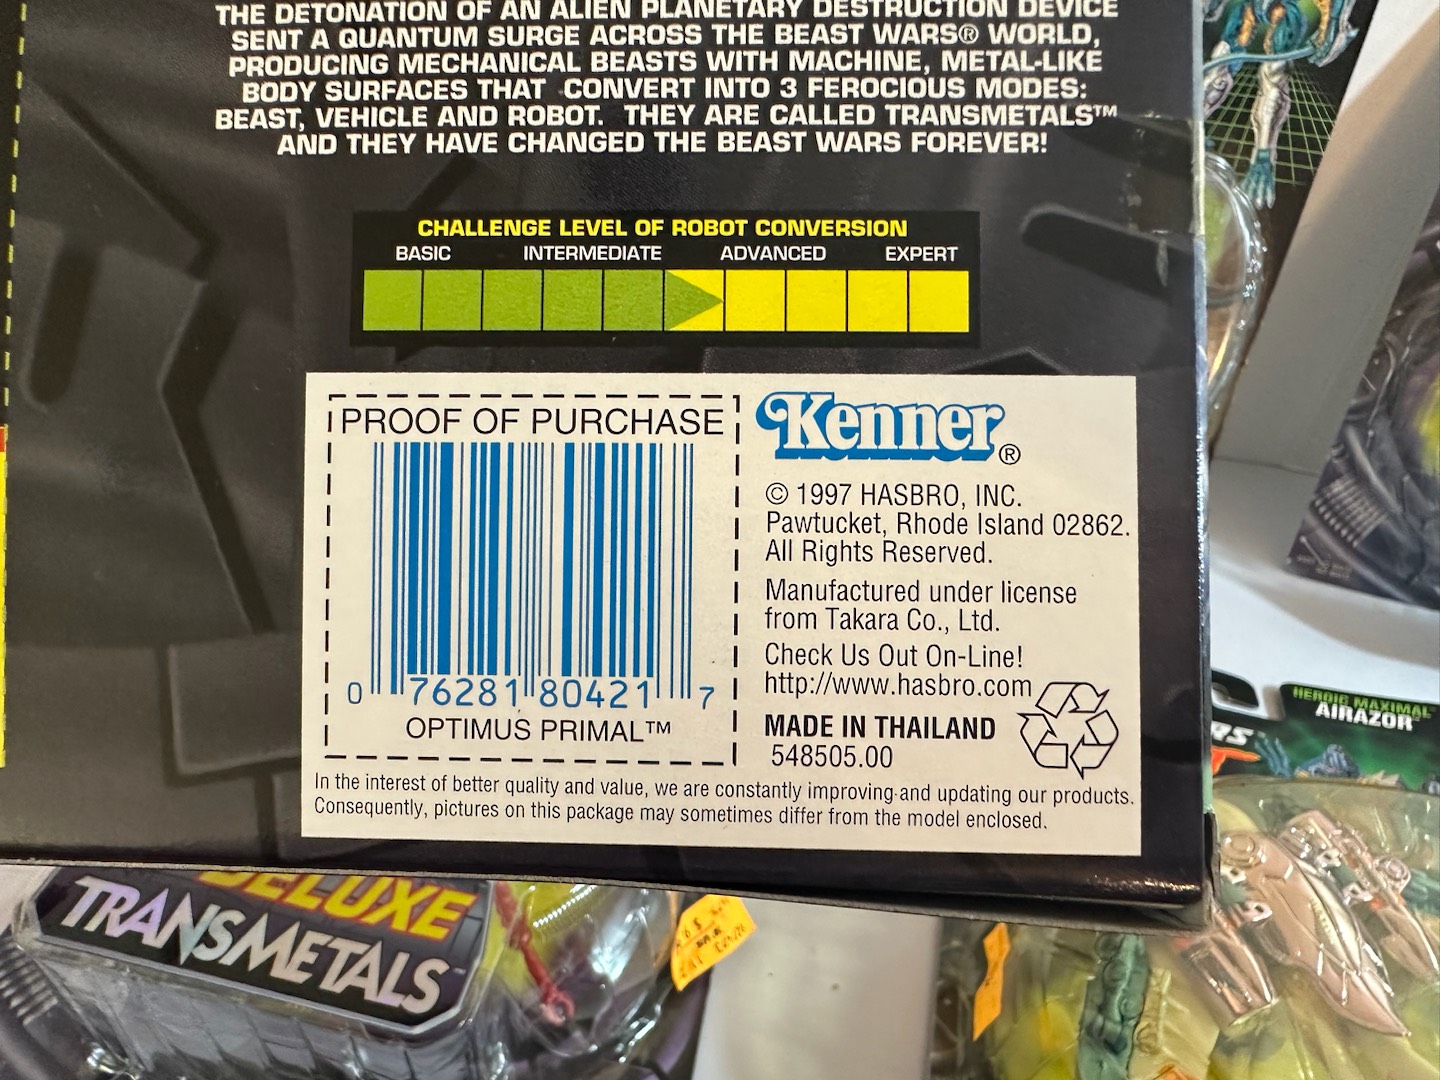 THE DETONATION OF AN ALIEN PLANETARY DESTRUCTION DEVICE
SENT A QUANTUM SURGE ACROSS THE BEAST WARS® WORLD,
PRODUCING MECHANICAL BEASTS WITH MACHINE, METAL-LIKE
BODY SURFACES THAT CONVERT INTO 3 FEROCIOUS MODES:
BEAST, VEHICLE AND ROBOT. THEY ARE CALLED TRANSMETALS™
AND THEY HAVE CHANGED THE BEAST WARS FOREVER!
CHALLENGE LEVEL OF ROBOT CONVERSION
BASIC INTERMEDIATE ADVANCED EXPERT
PROOF OF PURCHASE
0 76281 80421 7
OPTIMUS PRIMAL™
Kenner®
© 1997 HASBRO, INC.
Pawtucket, Rhode Island 02862.
All Rights Reserved.
Manufactured under license
from Takara Co., Ltd.
Check Us Out On-Line!
http://www.hasbro.com
MADE IN THAILAND
548505.00
In the interest of better quality and value, we are constantly improving and updating our products.
Consequently, pictures on this package may sometimes differ from the model enclosed.
HEROIC MAXIMAL™
AIRAZOR™
DELUXE
TRANSMETALS™